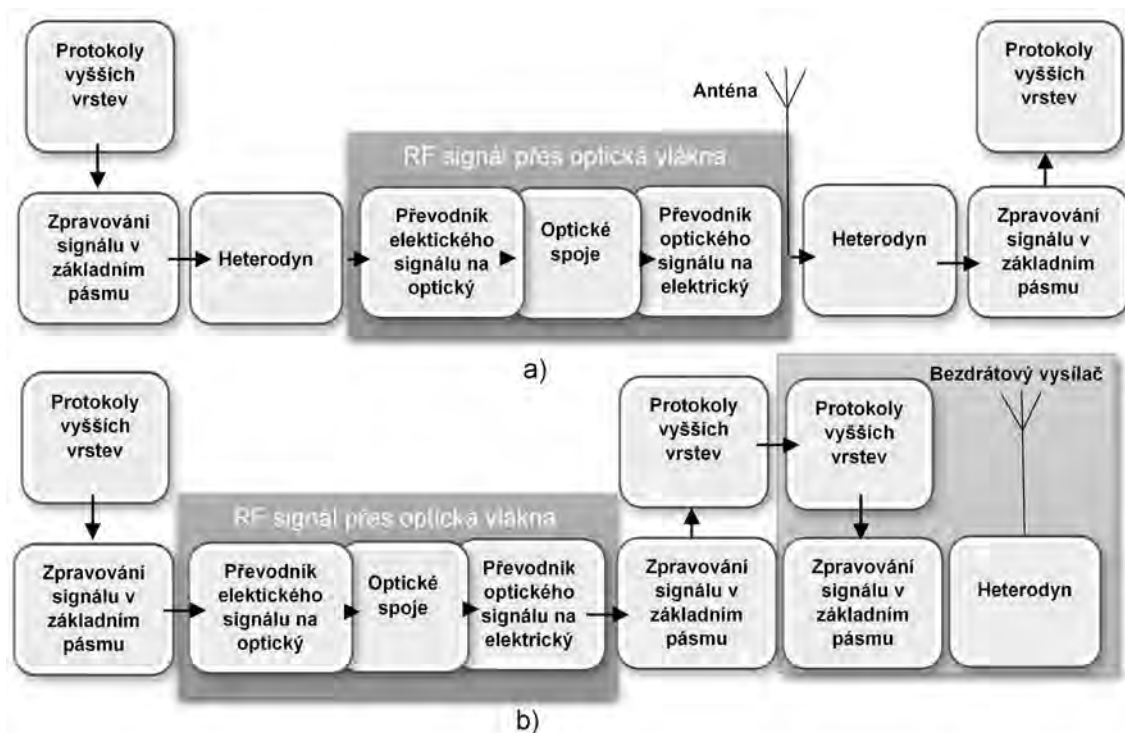 Protokoly
vyšších
vrstev
Zpravování
signálu v
základním
pásmu
Heterodyn
RF signál přes optická vlákna
Převodník
elektického
signálu na
optický
Optické
spoje
Převodník
optického
signálu na
elektrický
Anténa
Heterodyn
Protokoly
vyšších
vrstev
Zpravování
signálu v
základním
pásmu
a)
Protokoly
vyšších
vrstev
Zpravování
signálu v
základním
pásmu
RF signál přes optická vlákna
Převodník
elektického
signálu na
optický
Optické
spoje
Převodník
optického
signálu na
elektrický
Protokoly
vyšších
vrstev
Zpravování
signálu v
základním
pásmu
Protokoly
vyšších
vrstev
Zpravování
signálu v
základním
pásmu
Bezdrátový vysílač
Heterodyn
b)